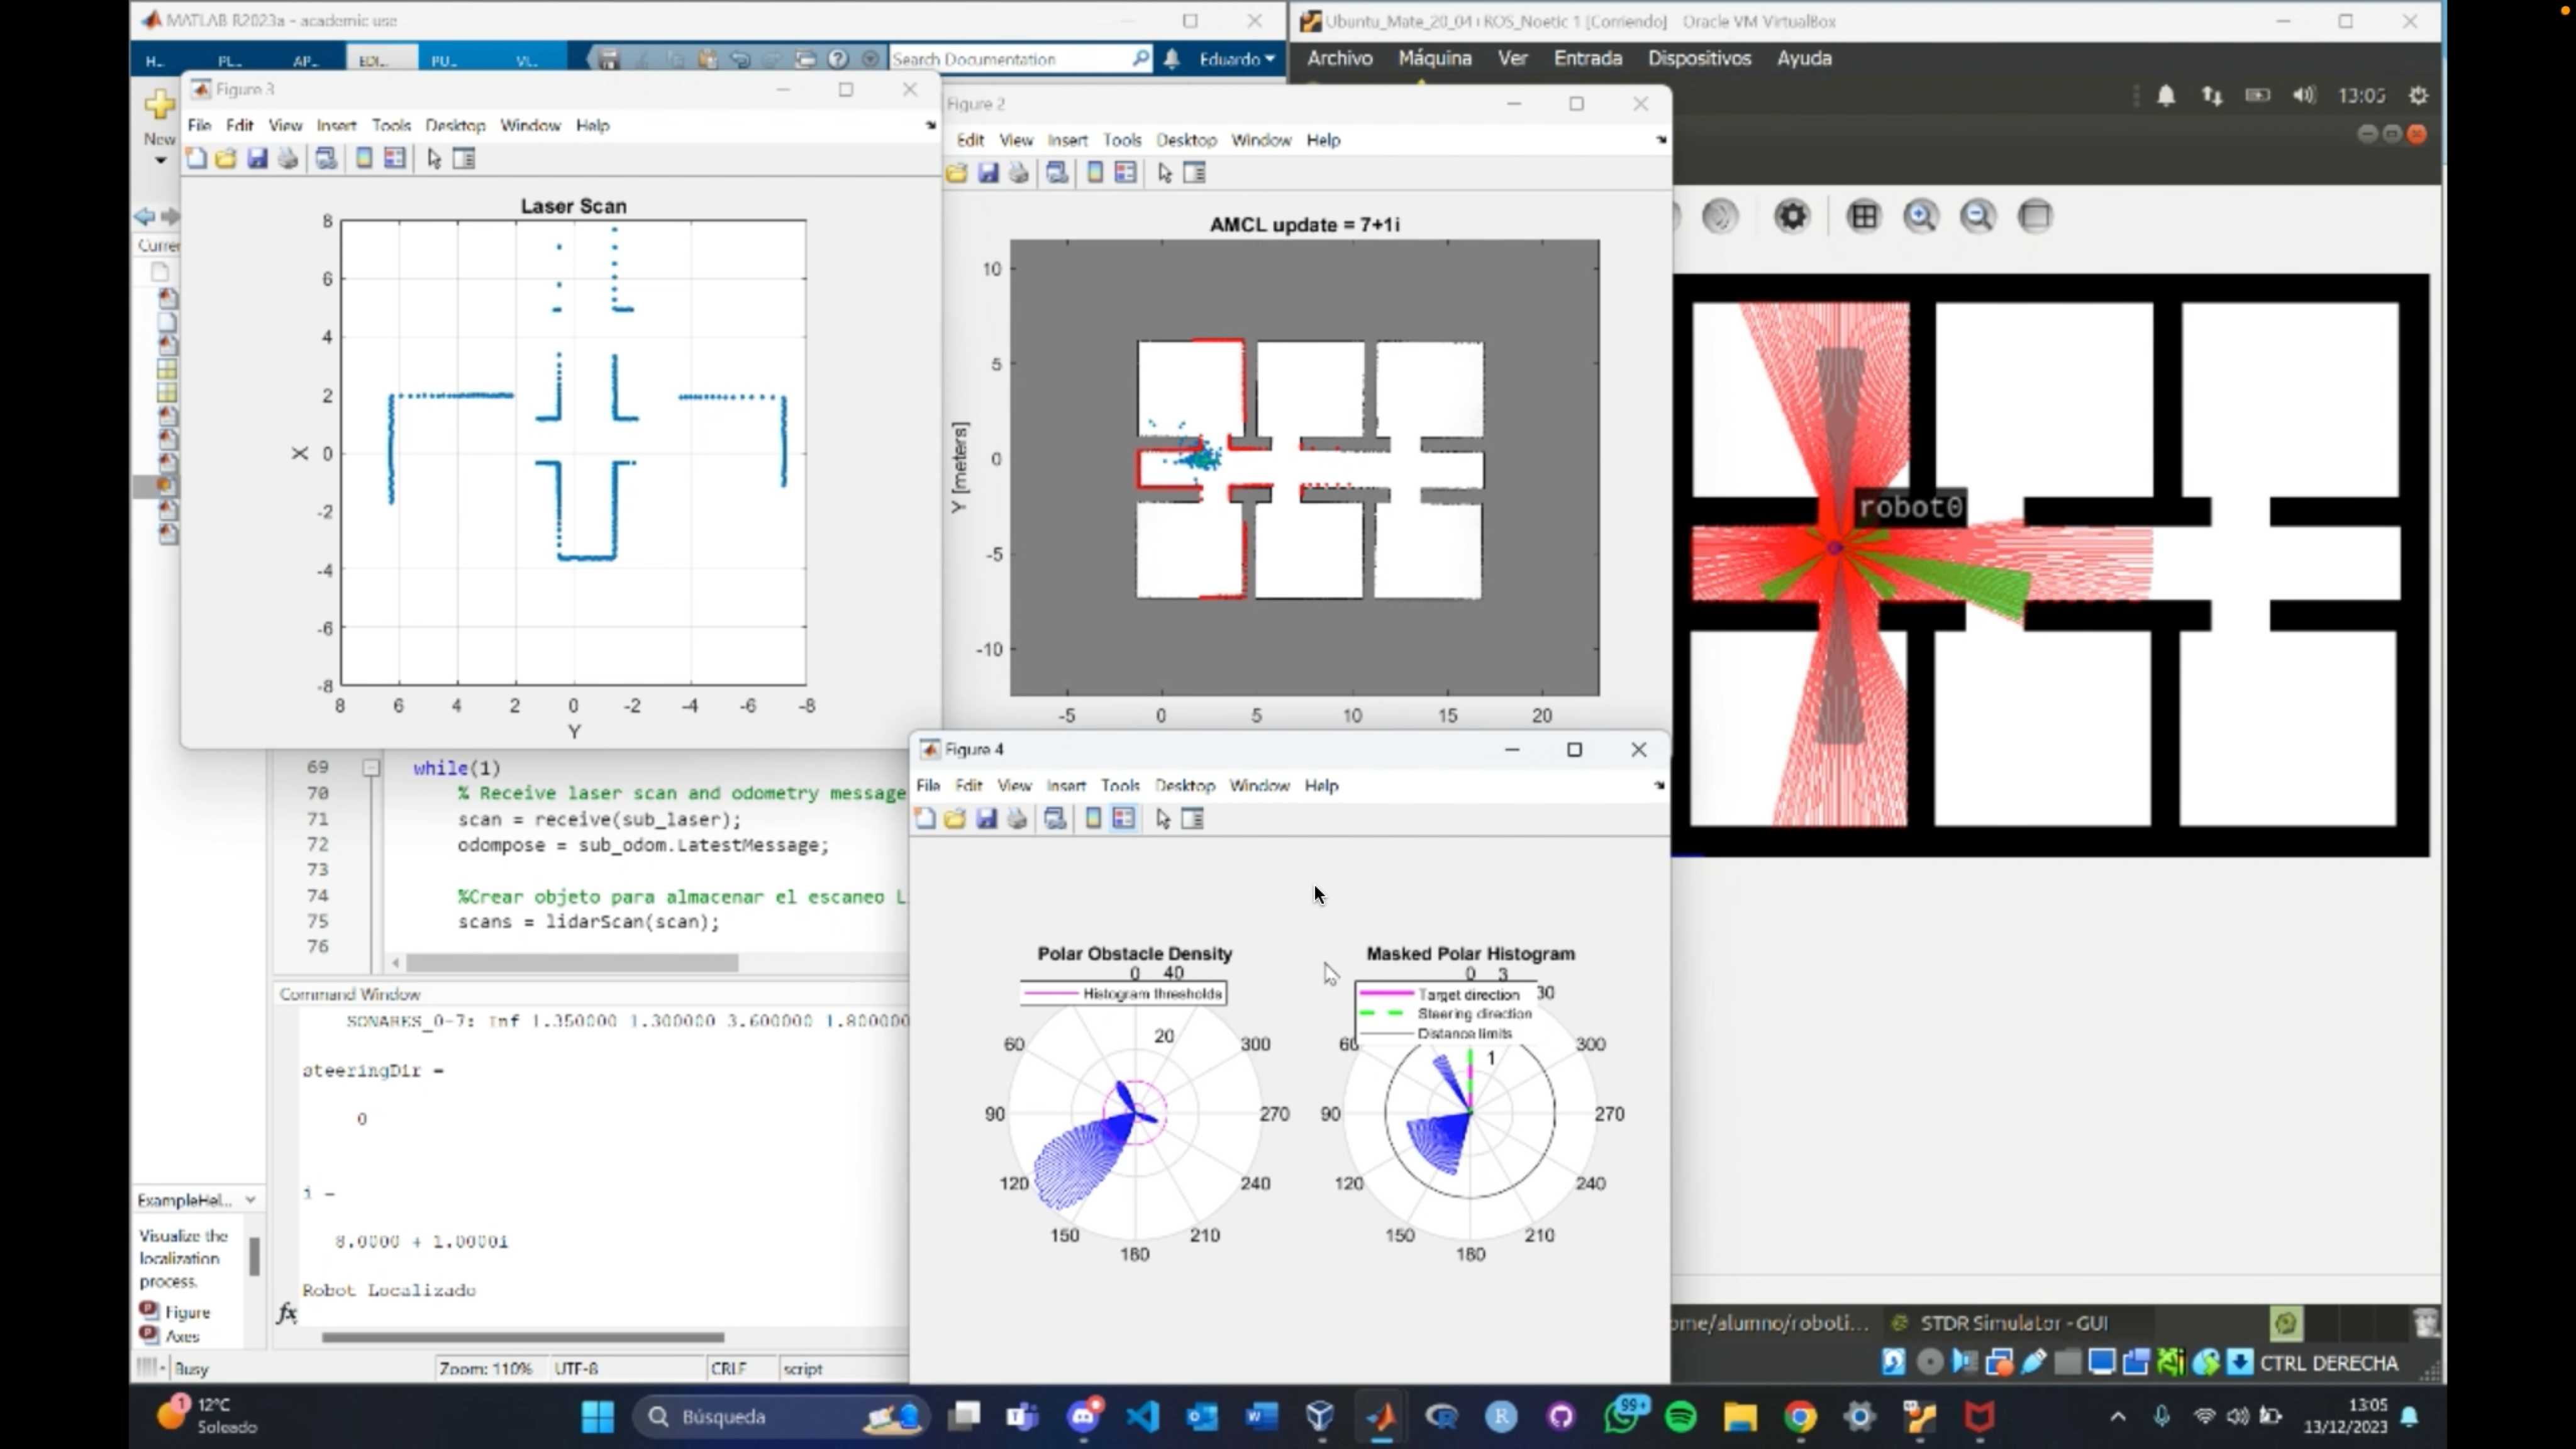 MATLAB R2023a - academic use
H... PL... AP... EDI... PU... VI...
Search Documentation
Eduardo
New
Curre
Figure 3
File Edit View Insert Tools Desktop Window Help
Laser Scan
8
6
4
2
0
-2
-4
-6
-8
X
8 6 4 2 0 -2 -4 -6 -8
Y
Figure 2
Edit View Insert Tools Desktop Window Help
AMCL update = 7+1i
10
5
0
-5
-10
Y [meters]
-5 0 5 10 15 20
Ubuntu_Mate_20_04+ROS_Noetic 1 [Corriendo] Oracle VM VirtualBox
Archivo Máquina Ver Entrada Dispositivos Ayuda
13:05
robot0
69 while(1)
70 % Receive laser scan and odometry message
71 scan = receive(sub_laser);
72 odompose = sub_odom.LatestMessage;
73
74 %Crear objeto para almacenar el escaneo L
75 scans = lidarScan(scan);
76
Command Window
SONARES_0-7: Inf 1.350000 1.300000 3.600000 1.800000
steeringDir =
0
i =
8.0000 + 1.0000i
Robot Localizado
fx
ExampleHel...
Visualize the
localization
process.
Figure
Axes
Busy
Zoom: 110% UTF-8 CRLF script
Figure 4
File Edit View Insert Tools Desktop Window Help
Polar Obstacle Density
0 40
Histogram thresholds
20
60 300
90 270
120 240
150 210
180
Masked Polar Histogram
0 3
Target direction
Steering direction
Distance limits
30
1
60 300
90 270
120 240
150 210
180
ome/alumno/roboti... STDR Simulator - GUI
CTRL DERECHA
1
12°C
Soleado
Búsqueda
99+
13:05
13/12/2023